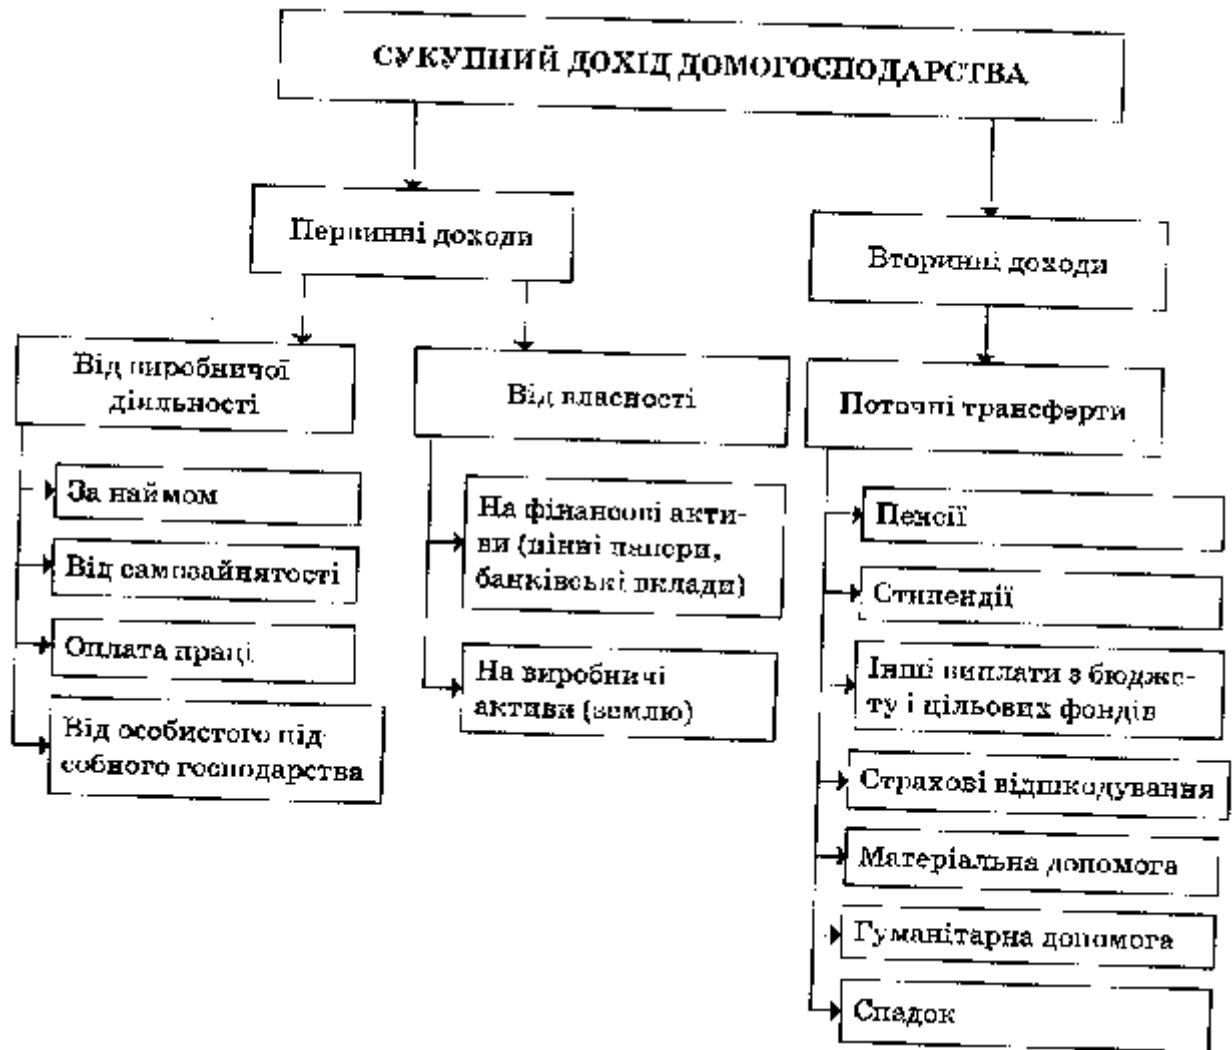 СУКУПНИЙ ДОХІД ДОМОГОСПОДАРСТВА
Первинні доходи
Вторинні доходи
Від виробничої
діяльності
Від власності
Поточні трансферти
За наймом
Від самозайнятості
Оплата праці
Від особистого під
собного господарства
На фінансові акти-
ви (цінні папери,
банківські вклади)
На виробничі
активи (землю)
Пенсії
Стипендії
Інші виплати з бюдже-
ту і цільових фондів
Страхові відшкодування
Матеріальна допомога
Гуманітарна допомога
Спадок